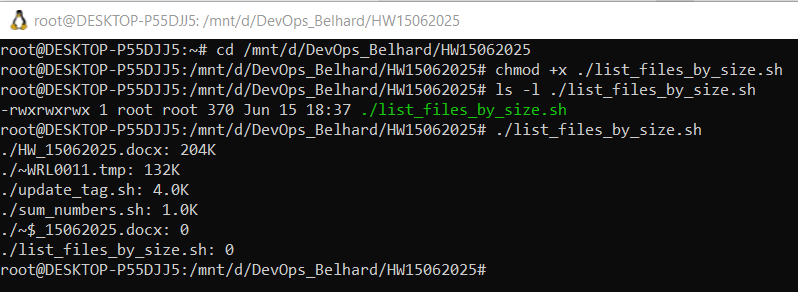 root@DESKTOP-P55DJJ5: /mnt/d/DevOps_Belhard/HW15062025
root@DESKTOP-P55DJJ5:~# cd /mnt/d/DevOps_Belhard/HW15062025
root@DESKTOP-P55DJJ5:/mnt/d/DevOps_Belhard/HW15062025# chmod +x ./list_files_by_size.sh
root@DESKTOP-P55DJJ5:/mnt/d/DevOps_Belhard/HW15062025# ls -l ./list_files_by_size.sh
-rwxrwxrwx 1 root root 370 Jun 15 18:37 ./list_files_by_size.sh
root@DESKTOP-P55DJJ5:/mnt/d/DevOps_Belhard/HW15062025# ./list_files_by_size.sh
./HW_15062025.docx: 204K
./~WRL0011.tmp: 132K
./update_tag.sh: 4.0K
./sum_numbers.sh: 1.0K
./~$_15062025.docx: 0
./list_files_by_size.sh: 0
root@DESKTOP-P55DJJ5:/mnt/d/DevOps_Belhard/HW15062025#